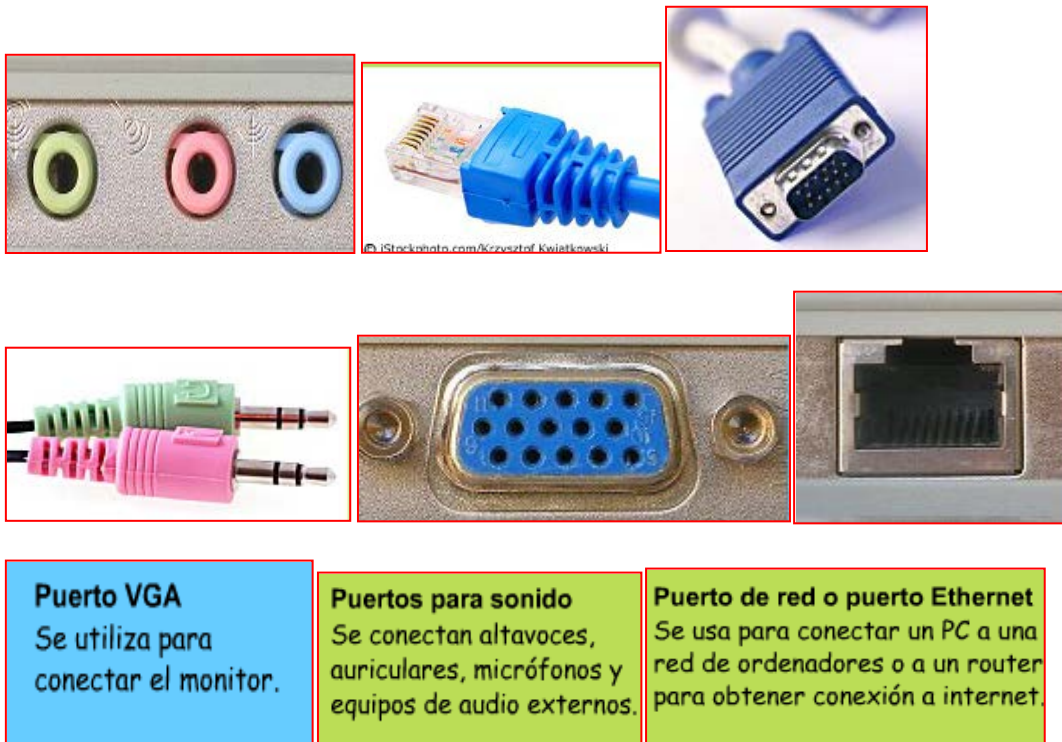 © iStockphoto.com/Krzysztof Kwiatkowski
Puerto VGA
Se utiliza para
conectar el monitor.
Puertos para sonido
Se conectan altavoces,
auriculares, micrófonos y
equipos de audio externos.
Puerto de red o puerto Ethernet
Se usa para conectar un PC a una
red de ordenadores o a un router
para obtener conexión a internet.